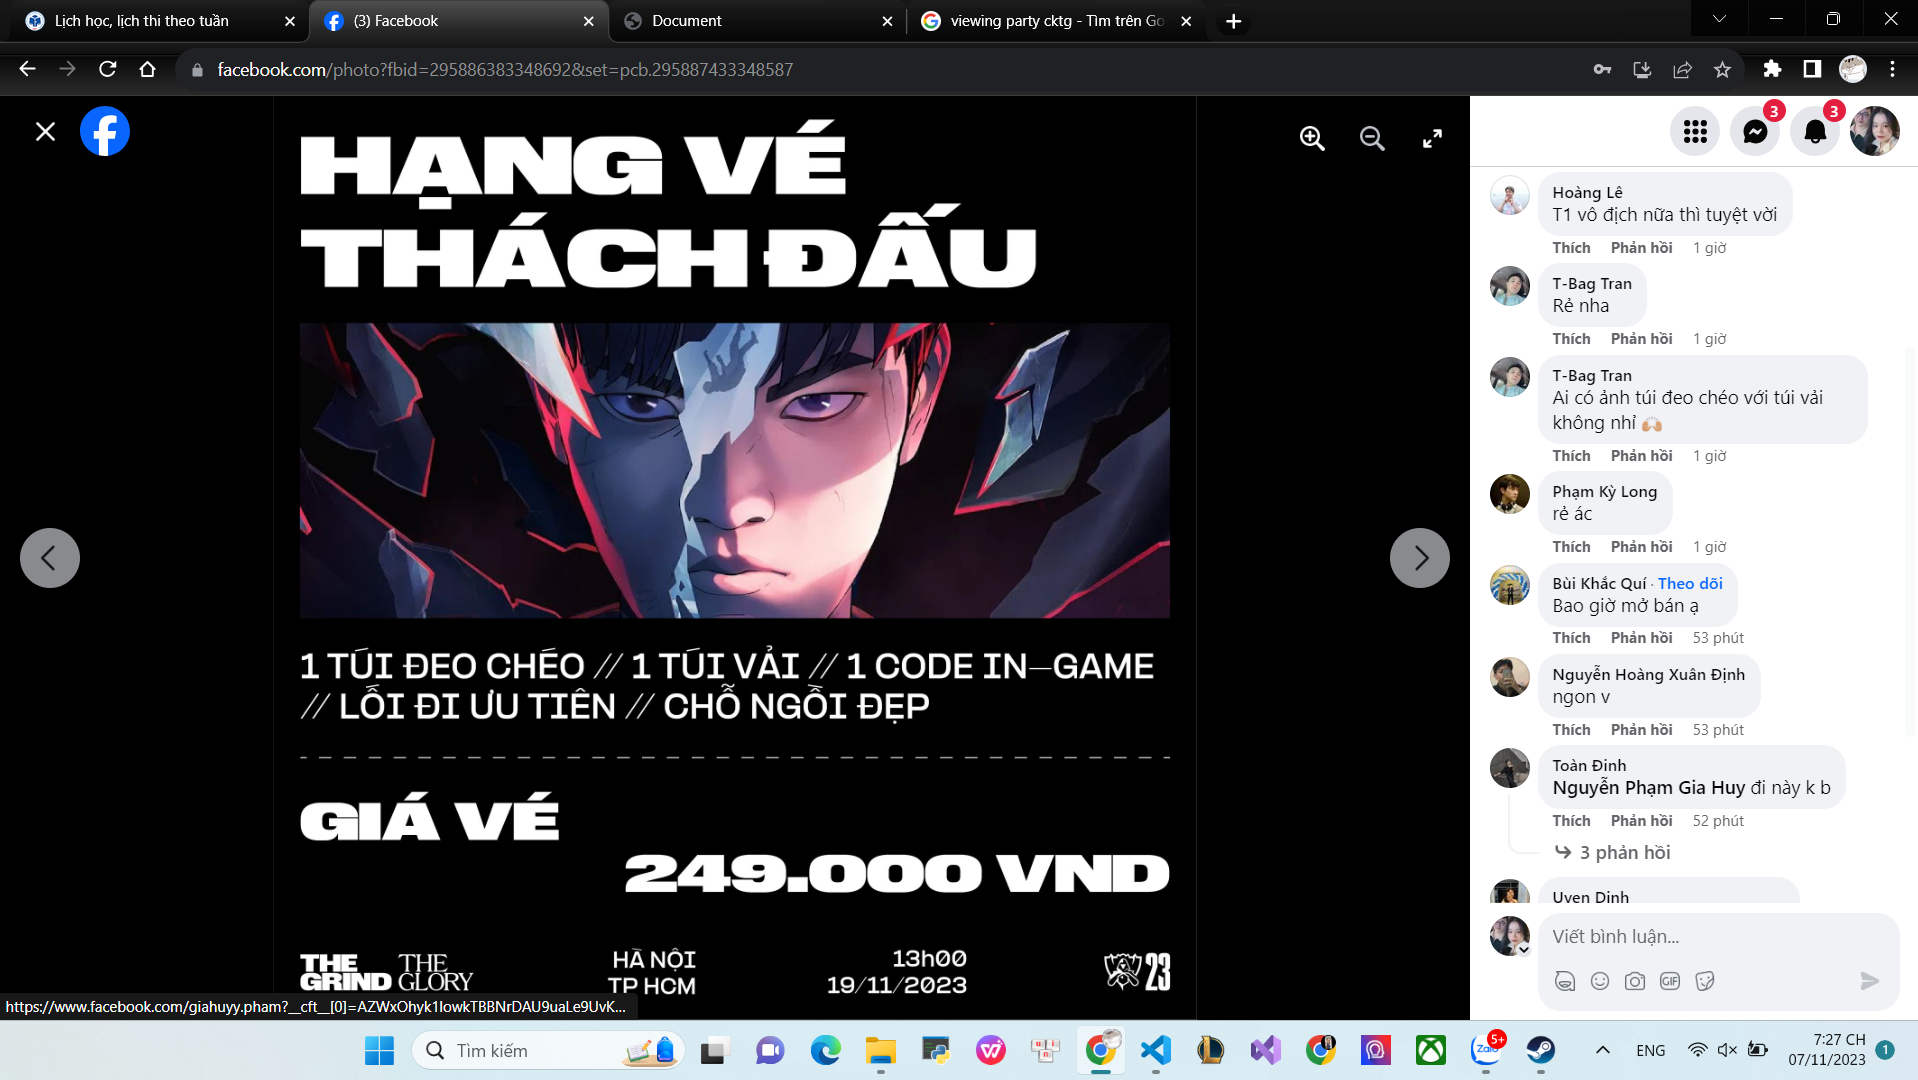 Lịch học, lịch thi theo tuần
(3) Facebook
Document
viewing party cktg - Tìm trên Go
facebook.com/photo?fbid=295886383348692&set=pcb.295887433348587
HẠNG VÉ
THÁCH ĐẤU
1 TÚI ĐEO CHÉO // 1 TÚI VẢI // 1 CODE IN-GAME
// LỐI ĐI ƯU TIÊN // CHỖ NGỒI ĐẸP
GIÁ VÉ
249.000 VND
THE
GRIND
THE
GLORY
HÀ NỘI
TP HCM
13h00
19/11/2023
23
3
3
Hoàng Lê
T1 vô địch nữa thì tuyệt vời
Thích Phản hồi 1 giờ
T-Bag Tran
Rẻ nha
Thích Phản hồi 1 giờ
T-Bag Tran
Ai có ảnh túi đeo chéo với túi vải
không nhỉ
Thích Phản hồi 1 giờ
Phạm Kỳ Long
rẻ ác
Thích Phản hồi 1 giờ
Bùi Khắc Quí · Theo dõi
Bao giờ mở bán ạ
Thích Phản hồi 53 phút
Nguyễn Hoàng Xuân Định
ngon v
Thích Phản hồi 53 phút
Toàn Đinh
Nguyễn Phạm Gia Huy đi này k b
Thích Phản hồi 52 phút
3 phản hồi
Uyen Dinh
Viết bình luận...
GIF
https://www.facebook.com/giahuyy.pham?__cft__[0]=AZWxOhyk1IowkTBBNrDAU9uaLe9UvK...
Tìm kiếm
Zalo
5+
ENG
7:27 CH
07/11/2023
1